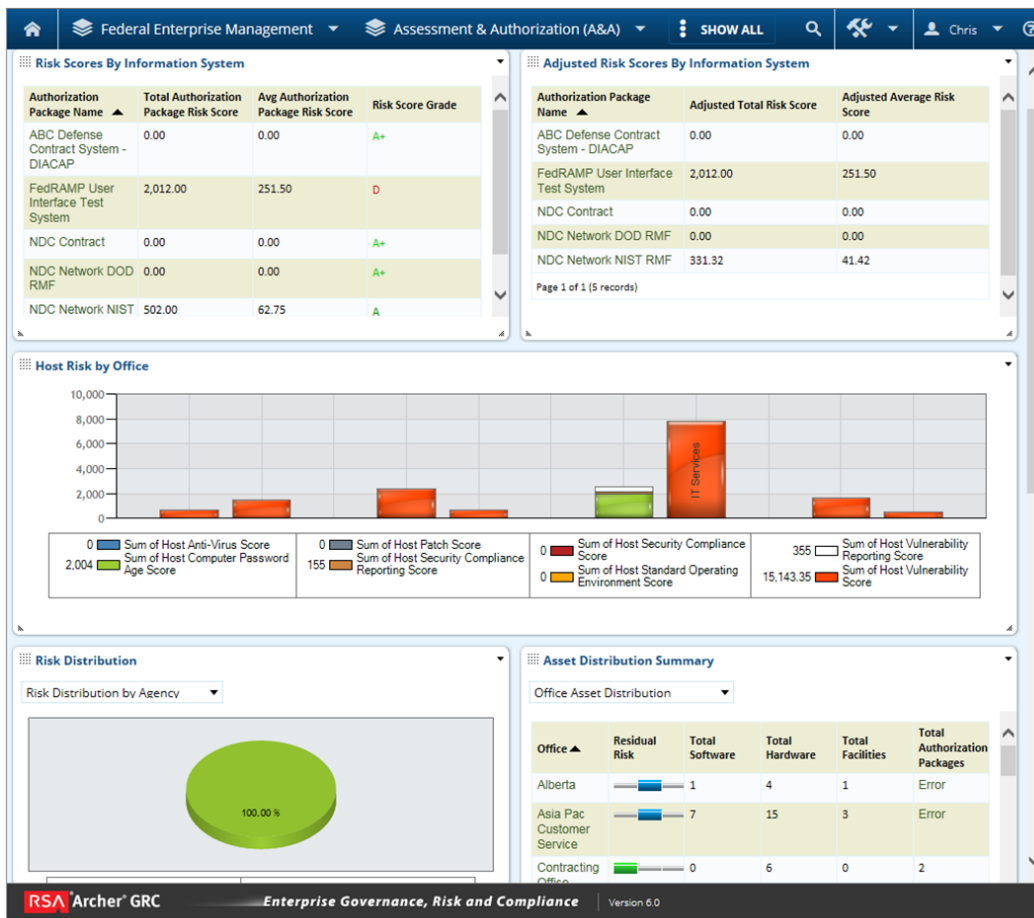 Federal Enterprise Management
Assessment & Authorization (A&A)
SHOW ALL
Chris
Risk Scores By Information System
Authorization Package Name
Total Authorization Package Risk Score
Avg Authorization Package Risk Score
Risk Score Grade
ABC Defense Contract System - DIACAP 0.00 0.00 A+
FedRAMP User Interface Test System 2,012.00 251.50 D
NDC Contract 0.00 0.00 A+
NDC Network DOD RMF 0.00 0.00 A+
NDC Network NIST 502.00 62.75 A
Adjusted Risk Scores By Information System
Authorization Package Name
Adjusted Total Risk Score
Adjusted Average Risk Score
ABC Defense Contract System - DIACAP 0.00 0.00
FedRAMP User Interface Test System 2,012.00 251.50
NDC Contract 0.00 0.00
NDC Network DOD RMF 0.00 0.00
NDC Network NIST RMF 331.32 41.42
Page 1 of 1 (5 records)
Host Risk by Office
10,000
8,000
6,000
4,000
2,000
0
IT Services
0 Sum of Host Anti-Virus Score
2,004 Sum of Host Computer Password Age Score
0 Sum of Host Patch Score
155 Sum of Host Security Compliance Reporting Score
0 Sum of Host Security Compliance Score
0 Sum of Host Standard Operating Environment Score
355 Sum of Host Vulnerability Reporting Score
15,143.35 Sum of Host Vulnerability Score
Risk Distribution
Risk Distribution by Agency
100.00 %
Asset Distribution Summary
Office Asset Distribution
Office
Residual Risk
Total Software
Total Hardware
Total Facilities
Total Authorization Packages
Alberta 1 4 1 Error
Asia Pac Customer Service 7 15 3 Error
Contracting Office 0 6 0 2
RSA Archer® GRC
Enterprise Governance, Risk and Compliance
Version 6.0